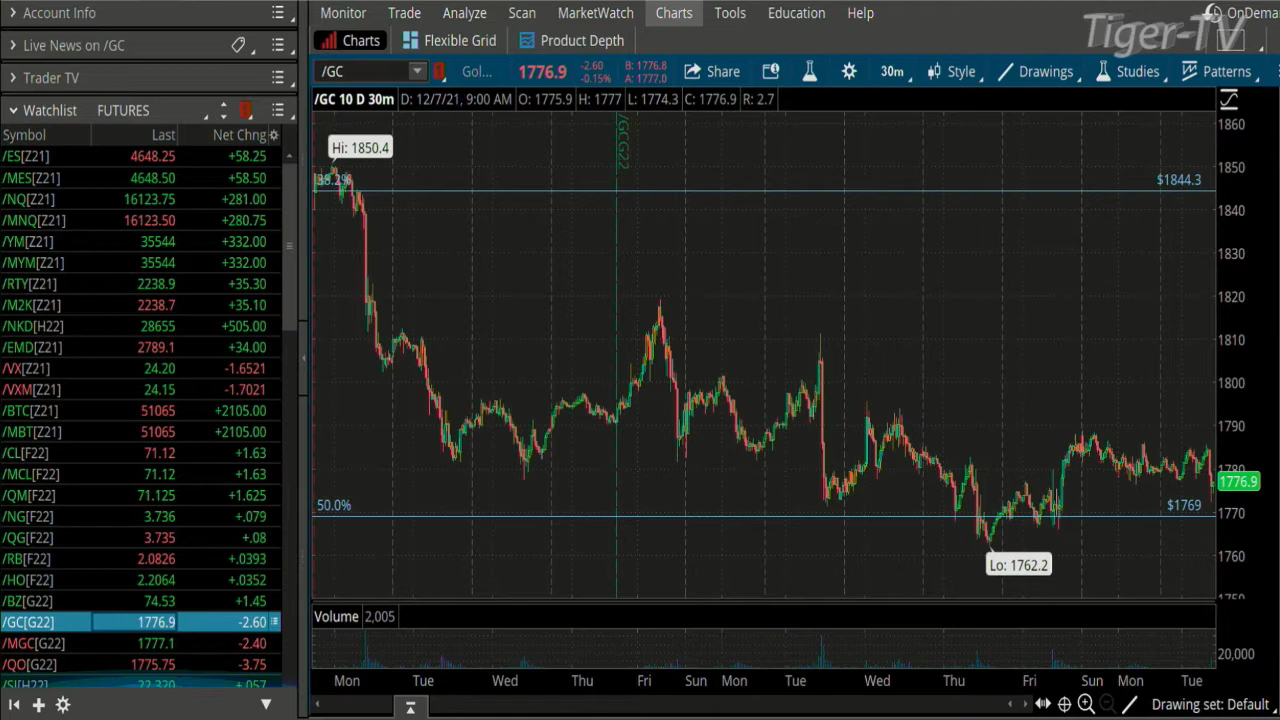 Account Info
Live News on /GC
Trader TV
Watchlist FUTURES
Symbol Last Net Chng
/ES[Z21] 4648.25 +58.25
/MES[Z21] 4648.50 +58.50
/NQ[Z21] 16123.75 +281.00
/MNQ[Z21] 16123.50 +280.75
/YM[Z21] 35544 +332.00
/MYM[Z21] 35544 +332.00
/RTY[Z21] 2238.9 +35.30
/M2K[Z21] 2238.7 +35.10
/NKD[H22] 28655 +505.00
/EMD[Z21] 2789.1 +34.00
/VX[Z21] 24.20 -1.6521
/VXM[Z21] 24.15 -1.7021
/BTC[Z21] 51065 +2105.00
/MBT[Z21] 51065 +2105.00
/CL[F22] 71.12 +1.63
/MCL[F22] 71.12 +1.63
/QM[F22] 71.125 +1.625
/NG[F22] 3.736 +.079
/QG[F22] 3.735 +.08
/RB[F22] 2.0826 +.0393
/HO[F22] 2.2064 +.0352
/BZ[G22] 74.53 +1.45
/GC[G22] 1776.9 -2.60
/MGC[G22] 1777.1 -2.40
/QO[G22] 1775.75 -3.75
/SI[H22] 22.320 +.057
Monitor Trade Analyze Scan MarketWatch Charts Tools Education Help
OnDema
Tiger-TV
Charts Flexible Grid Product Depth
/GC Gol... 1776.9 -2.60 -0.15% B: 1776.8 A: 1777.0 Share 30m Style Drawings Studies Patterns
/GC 10 D 30m D: 12/7/21, 9:00 AM O: 1775.9 H: 1777 L: 1774.3 C: 1776.9 R: 2.7
/GCG22
Hi: 1850.4
38.2%
$1844.3
50.0%
$1769
Lo: 1762.2
1860
1850
1840
1830
1820
1810
1800
1790
1780
1776.9
1770
1760
1750
Volume 2,005
20,000
Mon Tue Wed Thu Fri Sun Mon Tue Wed Thu Fri Sun Mon Tue
Drawing set: Default